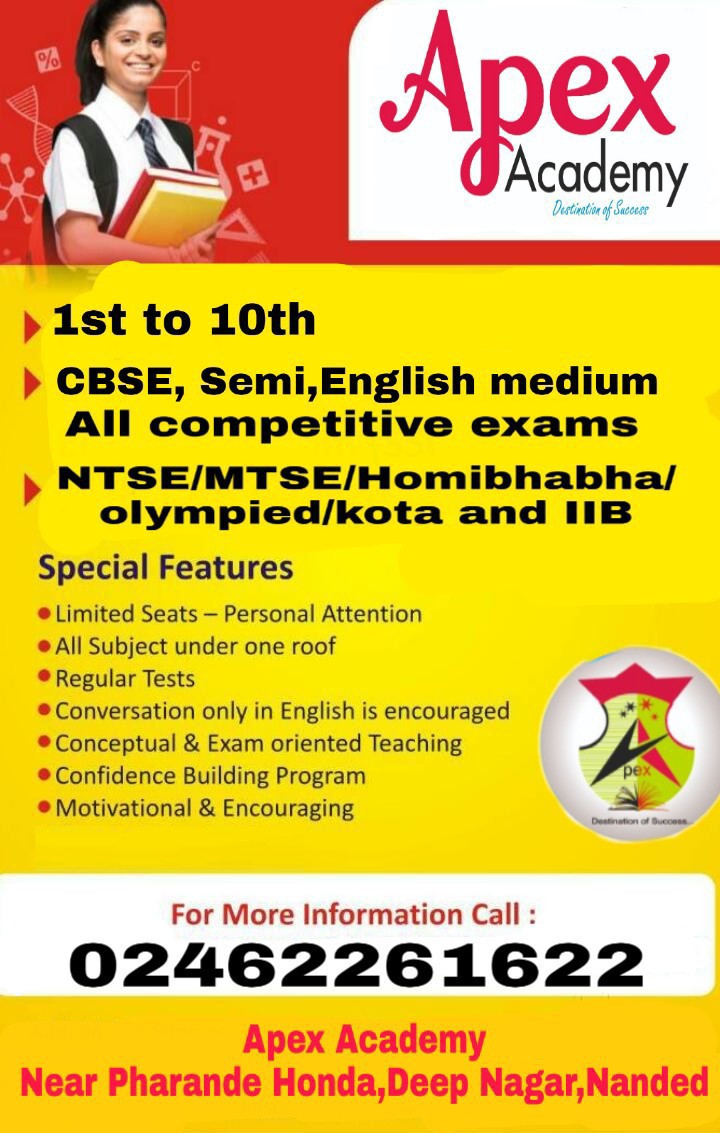 Apex
Academy
Destination of Success
1st to 10th
CBSE, Semi,English medium
All competitive exams
NTSE/MTSE/Homibhabha/
olympied/kota and IIB
Special Features
Limited Seats – Personal Attention
All Subject under one roof
Regular Tests
Conversation only in English is encouraged
Conceptual & Exam oriented Teaching
Confidence Building Program
Motivational & Encouraging
pex
Destination of Success...
For More Information Call :
02462261622
Apex Academy
Near Pharande Honda,Deep Nagar,Nanded